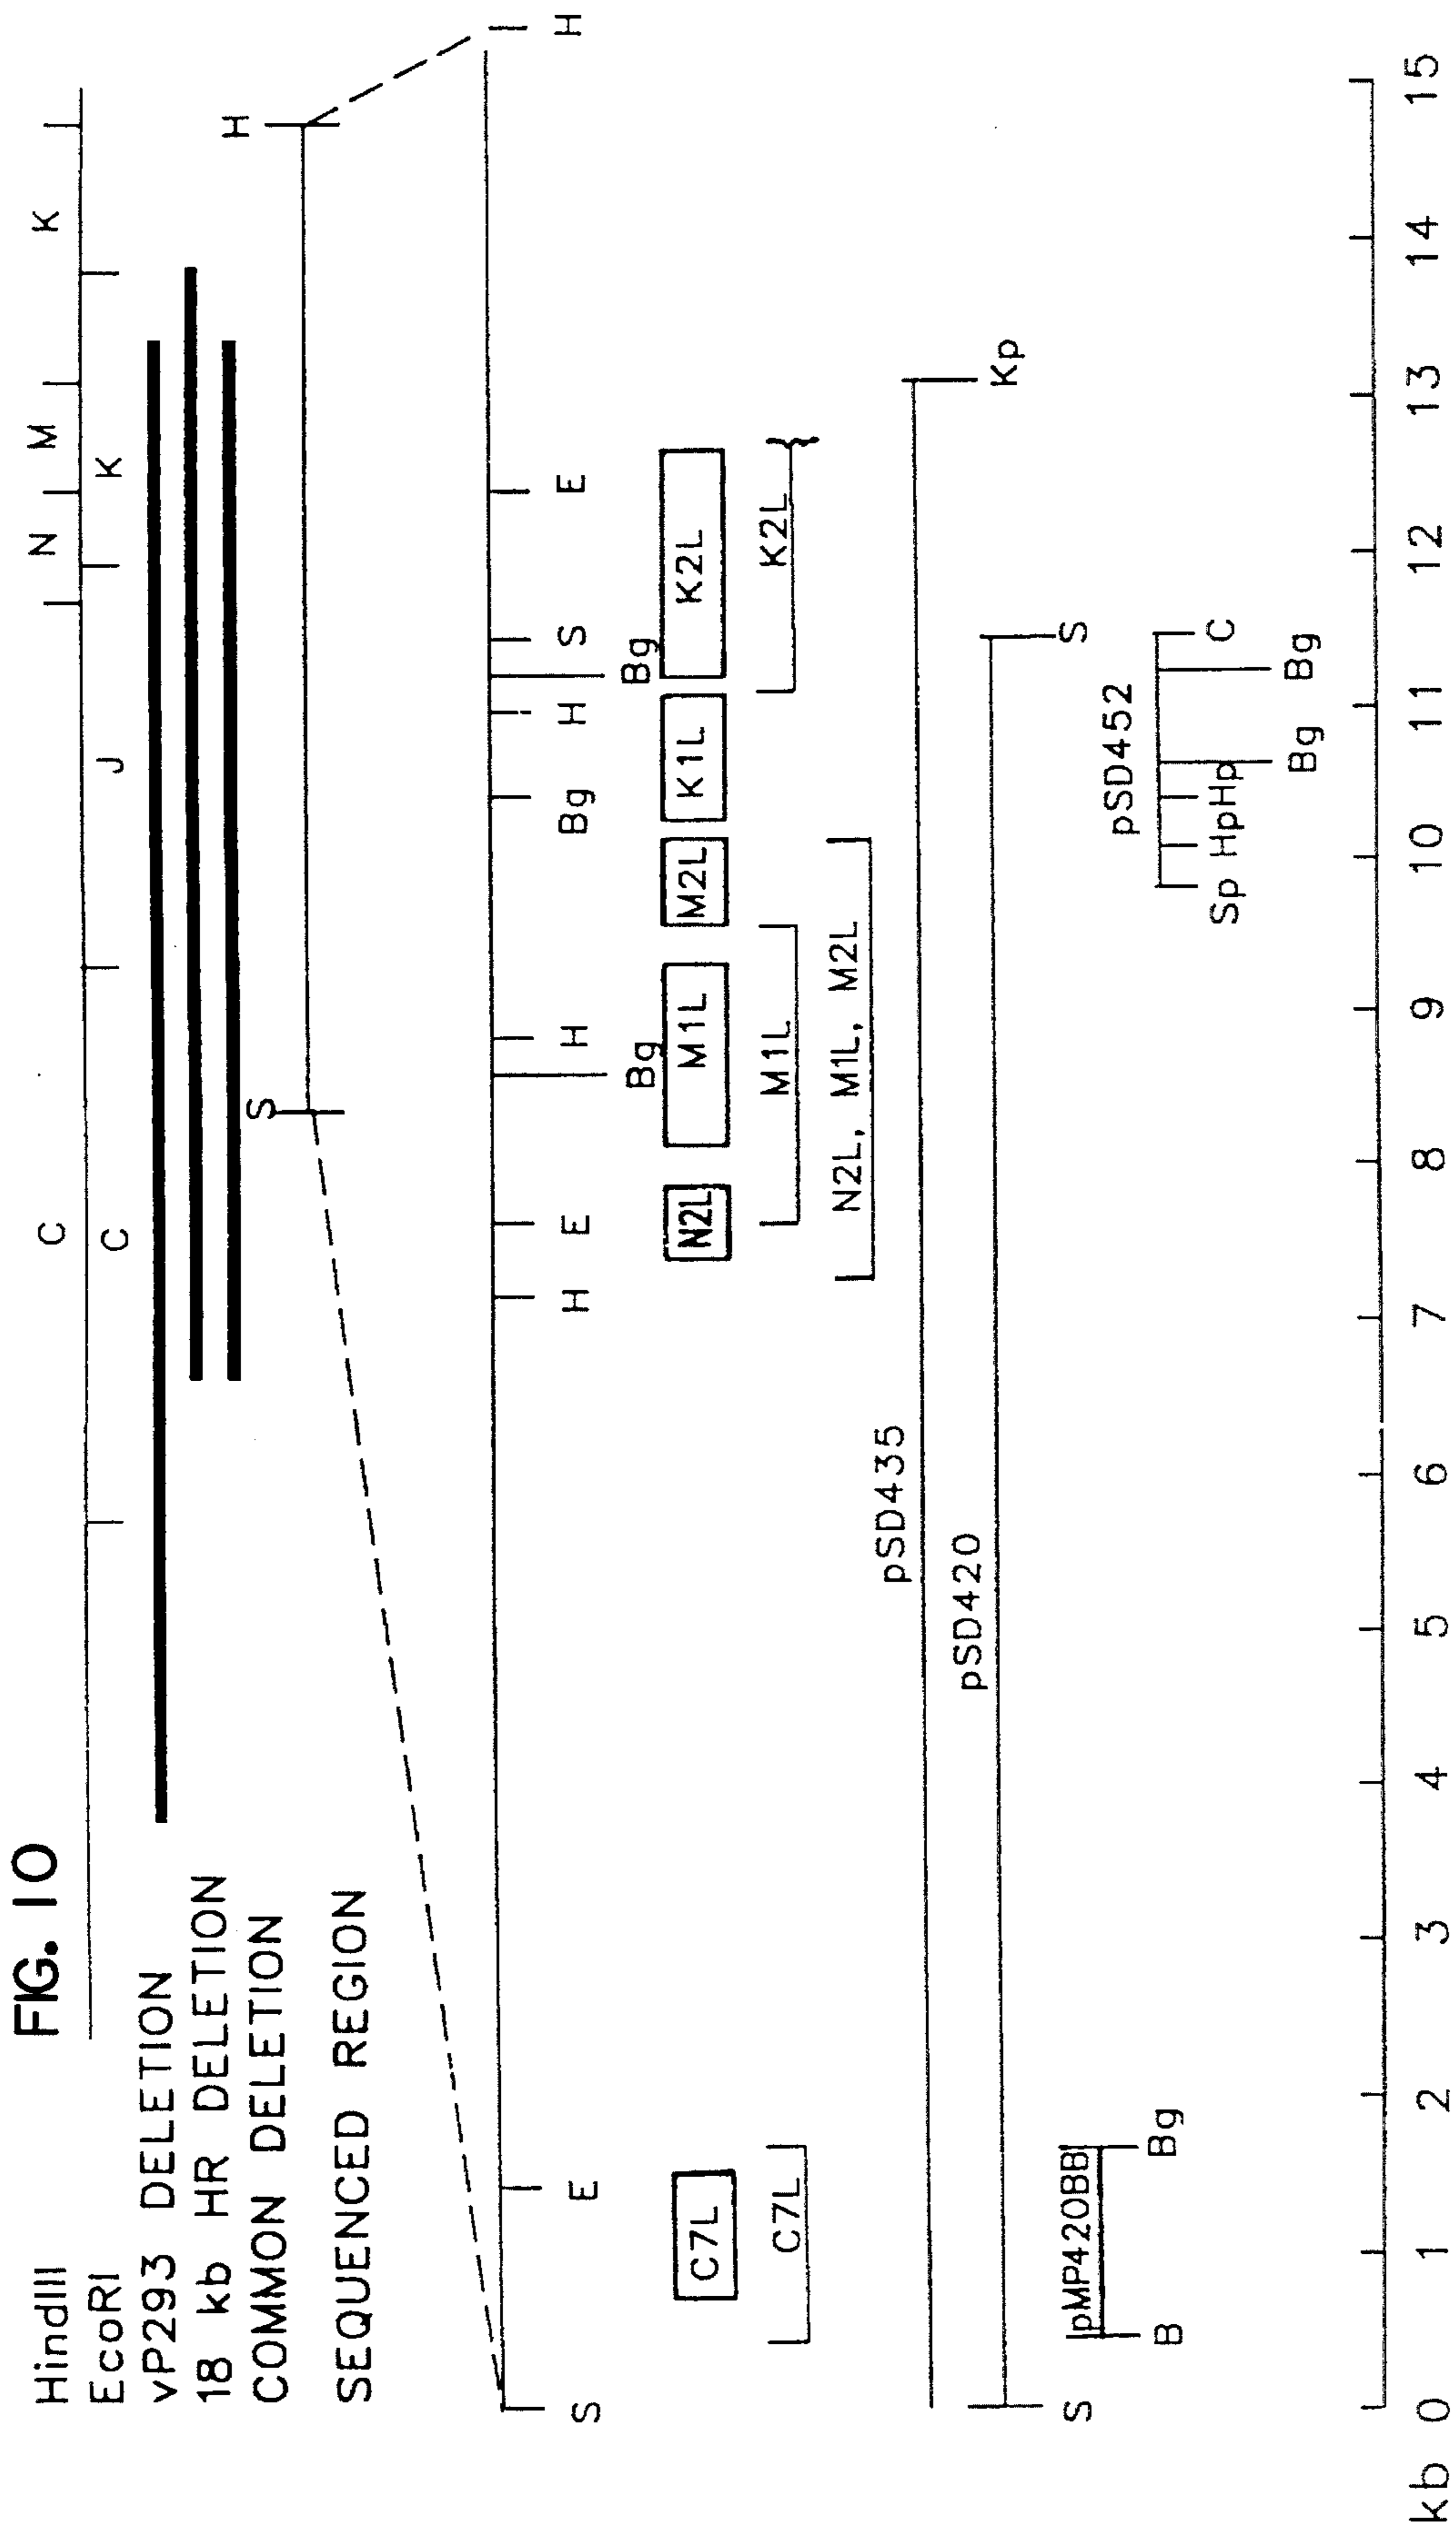 FIG. 10
C N M K
HindIII
C J K
EcoRI
vP293 DELETION
18 kb HR DELETION
COMMON DELETION
S H
SEQUENCED REGION
S E H E H Bg H S E H
Bg Bg
C7L N2L M1L M2L K1L K2L
C7L M1L K2L
N2L, M1L, M2L
pSD435
Kp
pSD420
S S
pMP420BB pSD452
B Bg Sp Hp Hp C
Bg Bg
kb 0 1 2 3 4 5 6 7 8 9 10 11 12 13 14 15